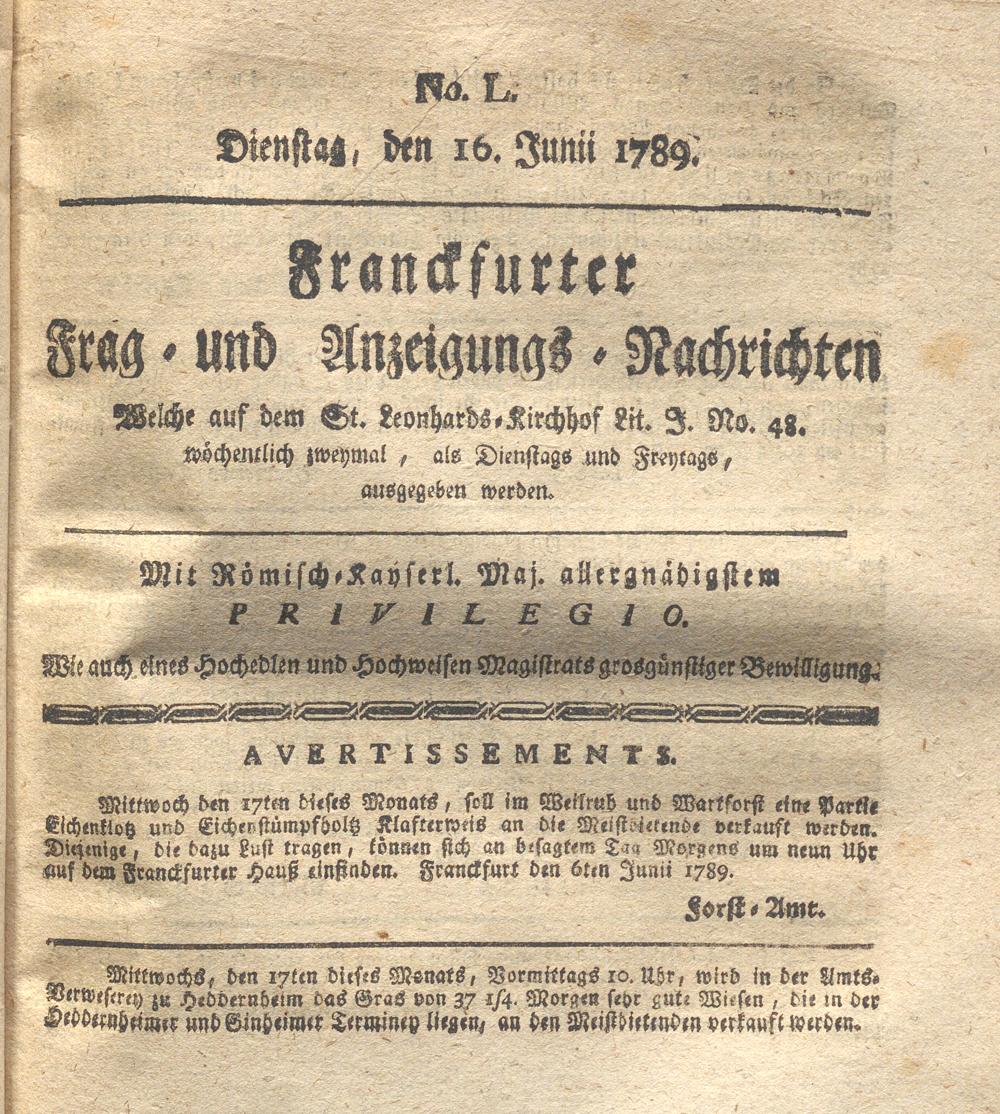 No. L.
Dienstag, den 16. Junii 1789.
Franckfurter
Frag - und Anzeigungs - Nachrichten
Welche auf dem St. Leonhards-Kirchhof Lit. J. No. 48.
wöchentlich zweymal, als Dienstags und Freytags,
ausgegeben werden.
Mit Römisch-Kayserl. Maj. allergnädigstem
PRIVILEGIO.
Wie auch eines Hochedlen und Hochweisen Magistrats grosgünstiger Bewilligung.
AVERTISSEMENTS.
Mittwoch den 17ten dieses Monats, soll im Weilruh und Wartforst eine Partie
Eichenklotz und Eichenstümpfholtz Klafterweis an die Meistbietende verkauft werden.
Diejenige, die dazu Lust tragen, können sich an besagtem Tag Morgens um neun Uhr
auf dem Franckfurter Hauß einfinden. Franckfurt den 6ten Junii 1789.
Forst-Amt.
Mittwochs, den 17ten dieses Monats, Vormittags 10. Uhr, wird in der Amts-
Verweserey zu Heddernheim das Gras von 37 1/4. Morgen sehr gute Wiesen, die in der
Heddernheimer und Ginheimer Terminey liegen, an den Meistbietenden verkauft werden.